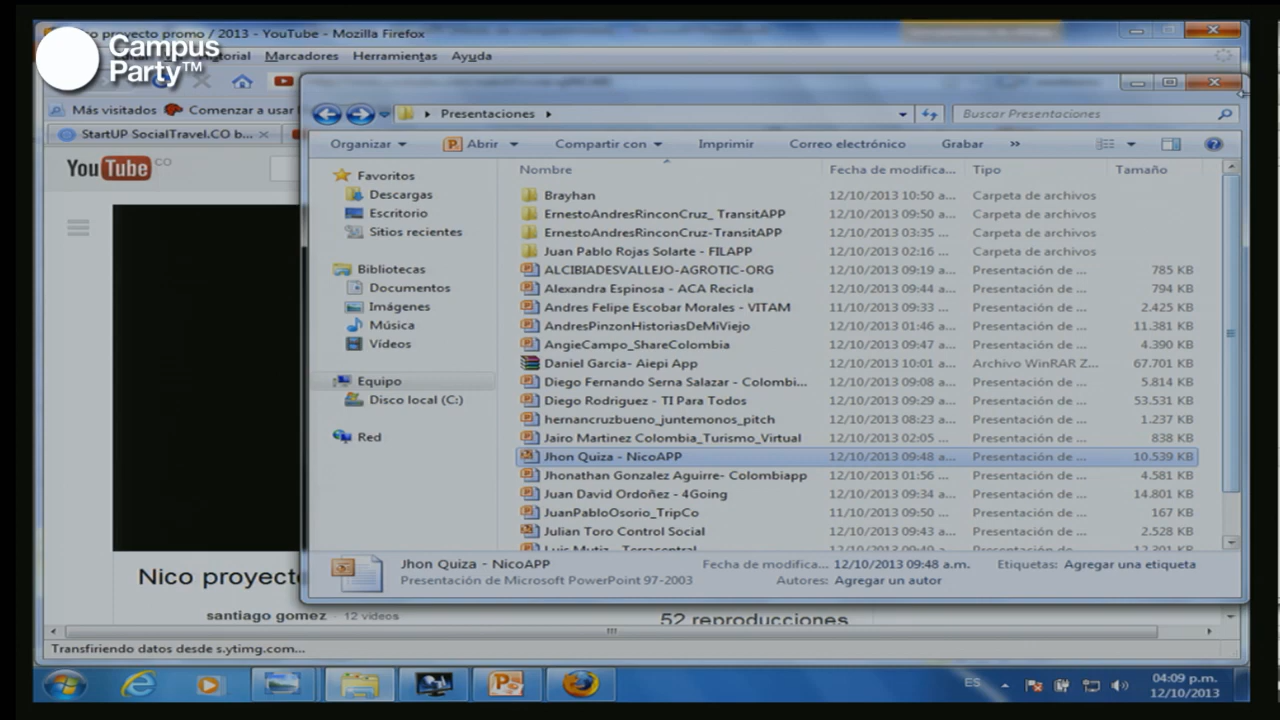 proyecto promo / 2013 - YouTube - Mozilla Firefox
Campus
Party™
Marcadores Herramientas Ayuda
Más visitados Comenzar a usar
StartUP SocialTravel.CO b...
YouTube CO
Presentaciones
Buscar Presentaciones
Organizar Abrir Compartir con Imprimir Correo electrónico Grabar »
Favoritos
Descargas
Escritorio
Sitios recientes
Bibliotecas
Documentos
Imágenes
Música
Vídeos
Equipo
Disco local (C:)
Red
Nombre Fecha de modifica... Tipo Tamaño
Brayhan 12/10/2013 10:50 a... Carpeta de archivos
ErnestoAndresRinconCruz_ TransitAPP 12/10/2013 09:50 a... Carpeta de archivos
ErnestoAndresRinconCruz-TransitAPP 12/10/2013 03:35 ... Carpeta de archivos
Juan Pablo Rojas Solarte - FILAPP 12/10/2013 02:16 ... Carpeta de archivos
ALCIBIADESVALLEJO-AGROTIC-ORG 12/10/2013 09:19 a... Presentación de ... 785 KB
Alexandra Espinosa - ACA Recicla 12/10/2013 09:44 a... Presentación de ... 794 KB
Andres Felipe Escobar Morales - VITAM 11/10/2013 09:33 ... Presentación de ... 2.425 KB
AndresPinzonHistoriasDeMiViejo 12/10/2013 01:46 a... Presentación de ... 11.381 KB
AngieCampo_ShareColombia 12/10/2013 09:47 a... Presentación de ... 4.390 KB
Daniel Garcia- Aiepi App 12/10/2013 10:01 a... Archivo WinRAR Z... 67.701 KB
Diego Fernando Serna Salazar - Colombi... 12/10/2013 09:08 a... Presentación de ... 5.814 KB
Diego Rodriguez - TI Para Todos 12/10/2013 09:29 a... Presentación de ... 53.531 KB
hernancruzbueno_juntemonos_pitch 12/10/2013 08:23 a... Presentación de ... 1.237 KB
Jairo Martinez Colombia_Turismo_Virtual 12/10/2013 02:05 ... Presentación de ... 838 KB
Jhon Quiza - NicoAPP 12/10/2013 09:48 a... Presentación de ... 10.539 KB
Jhonathan Gonzalez Aguirre- Colombiapp 12/10/2013 01:56 ... Presentación de ... 4.581 KB
Juan David Ordoñez - 4Going 12/10/2013 09:34 a... Presentación de ... 14.801 KB
JuanPabloOsorio_TripCo 11/10/2013 09:50 ... Presentación de ... 167 KB
Julian Toro Control Social 12/10/2013 09:43 a... Presentación de ... 2.528 KB
Jhon Quiza - NicoAPP Fecha de modifica... 12/10/2013 09:48 a.m. Etiquetas: Agregar una etiqueta
Presentación de Microsoft PowerPoint 97-2003 Autores: Agregar un autor
Nico proyecto
santiago gomez · 12 videos
52 reproducciones
Transfiriendo datos desde s.ytimg.com...
ES
04:09 p.m.
12/10/2013